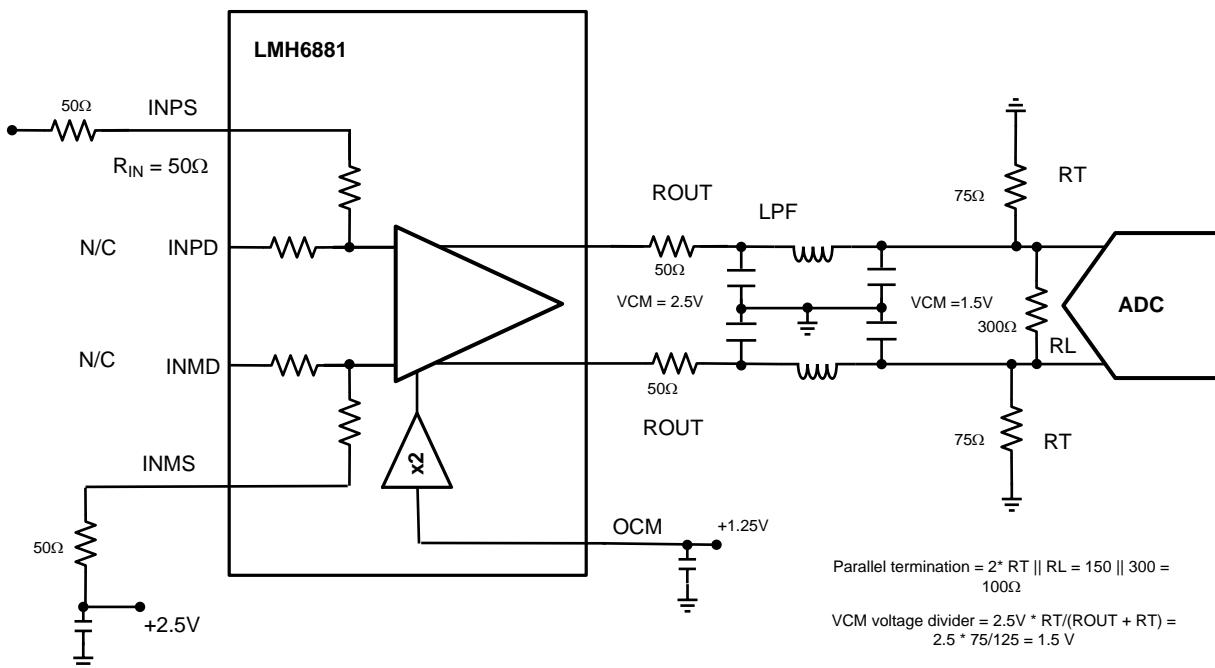 LMH6881
50Ω
INPS
R_IN = 50Ω
N/C
INPD
N/C
INMD
INMS
50Ω
+2.5V
x2
OCM
+1.25V
ROUT
50Ω
LPF
VCM = 2.5V
VCM =1.5V
50Ω
ROUT
75Ω
RT
300Ω
RL
ADC
75Ω
RT
Parallel termination = 2* RT || RL = 150 || 300 =
100Ω
VCM voltage divider = 2.5V * RT/(ROUT + RT) =
2.5 * 75/125 = 1.5 V